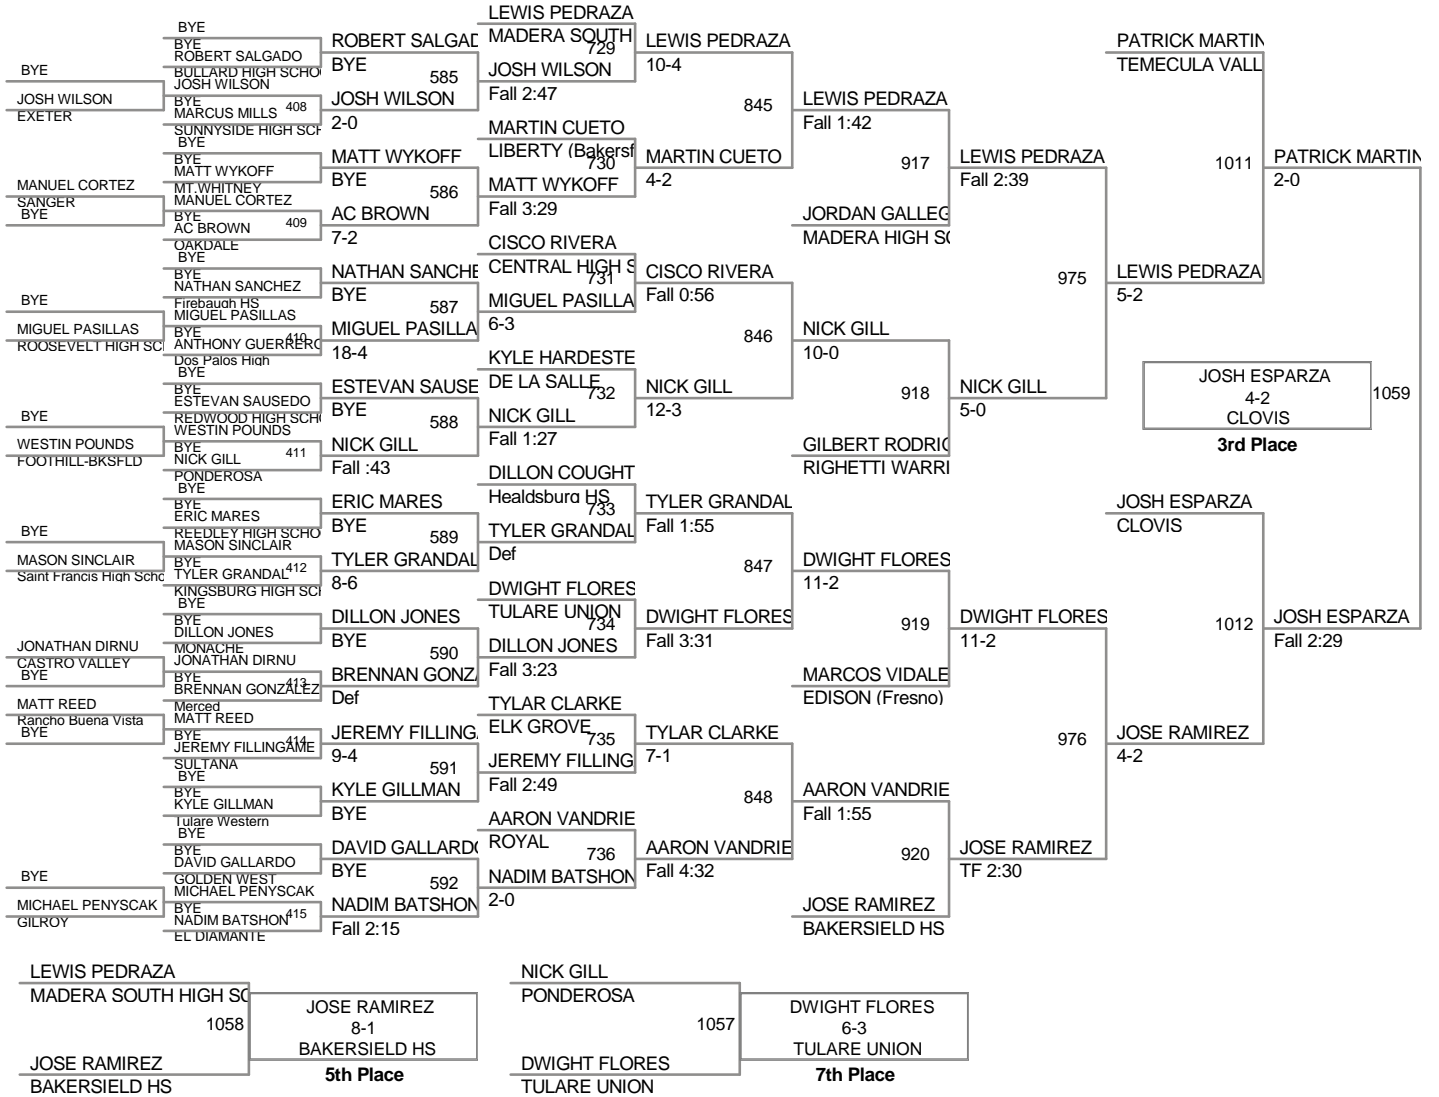 BYE
JOSH WILSON
EXETER
MANUEL CORTEZ
SANGER
BYE
BYE
MIGUEL PASILLAS
ROOSEVELT HIGH SC
BYE
WESTIN POUNDS
FOOTHILL-BKSFLD
BYE
MASON SINCLAIR
Saint Francis High Scho
JONATHAN DIRNU
CASTRO VALLEY
BYE
MATT REED
Rancho Buena Vista
BYE
BYE
MICHAEL PENYSCAK
GILROY
BYE
BYE
ROBERT SALGADO
BULLARD HIGH SCHO
JOSH WILSON
BYE
MARCUS MILLS
408
SUNNYSIDE HIGH SCH
BYE
BYE
MATT WYKOFF
MT.WHITNEY
MANUEL CORTEZ
BYE
AC BROWN
409
OAKDALE
BYE
BYE
NATHAN SANCHEZ
Firebaugh HS
MIGUEL PASILLAS
BYE
ANTHONY GUERRERO
410
Dos Palos High
BYE
BYE
ESTEVAN SAUSEDO
REDWOOD HIGH SCHO
WESTIN POUNDS
BYE
NICK GILL
411
PONDEROSA
BYE
BYE
ERIC MARES
REEDLEY HIGH SCHO
MASON SINCLAIR
BYE
TYLER GRANDAL
412
KINGSBURG HIGH SCH
BYE
BYE
DILLON JONES
MONACHE
JONATHAN DIRNU
BYE
BRENNAN GONZALEZ
413
Merced
MATT REED
BYE
JEREMY FILLINGAME
414
SULTANA
BYE
BYE
KYLE GILLMAN
Tulare Western
BYE
BYE
DAVID GALLARDO
GOLDEN WEST
MICHAEL PENYSCAK
BYE
NADIM BATSHON
415
EL DIAMANTE
ROBERT SALGAD
BYE
585
JOSH WILSON
2-0
MATT WYKOFF
BYE
586
AC BROWN
7-2
NATHAN SANCHE
BYE
587
MIGUEL PASILLA
18-4
ESTEVAN SAUSE
BYE
588
NICK GILL
Fall :43
ERIC MARES
BYE
589
TYLER GRANDAL
8-6
DILLON JONES
BYE
590
BRENNAN GONZA
Def
JEREMY FILLINGA
9-4
591
KYLE GILLMAN
BYE
DAVID GALLARDO
BYE
592
NADIM BATSHON
Fall 2:15
LEWIS PEDRAZA
MADERA SOUTH
729
JOSH WILSON
Fall 2:47
MARTIN CUETO
LIBERTY (Bakersf
730
MATT WYKOFF
Fall 3:29
CISCO RIVERA
CENTRAL HIGH S
731
MIGUEL PASILLA
6-3
KYLE HARDESTE
DE LA SALLE
732
NICK GILL
Fall 1:27
DILLON COUGHT
Healdsburg HS
733
TYLER GRANDAL
Def
DWIGHT FLORES
TULARE UNION
734
DILLON JONES
Fall 3:23
TYLAR CLARKE
ELK GROVE
735
JEREMY FILLING
Fall 2:49
AARON VANDRIE
ROYAL
736
NADIM BATSHON
2-0
LEWIS PEDRAZA
10-4
845
MARTIN CUETO
4-2
CISCO RIVERA
Fall 0:56
846
NICK GILL
12-3
TYLER GRANDAL
Fall 1:55
847
DWIGHT FLORES
Fall 3:31
TYLAR CLARKE
7-1
848
AARON VANDRIE
Fall 4:32
LEWIS PEDRAZA
Fall 1:42
917
JORDAN GALLEG
MADERA HIGH SC
NICK GILL
10-0
918
GILBERT RODRIG
RIGHETTI WARRI
DWIGHT FLORES
11-2
919
MARCOS VIDALE
EDISON (Fresno)
AARON VANDRIE
Fall 1:55
920
JOSE RAMIREZ
BAKERSIELD HS
LEWIS PEDRAZA
Fall 2:39
975
NICK GILL
5-0
DWIGHT FLORES
11-2
976
JOSE RAMIREZ
TF 2:30
PATRICK MARTIN
TEMECULA VALL
1011
LEWIS PEDRAZA
5-2
JOSH ESPARZA
CLOVIS
1012
JOSE RAMIREZ
4-2
PATRICK MARTIN
2-0
JOSH ESPARZA
4-2
CLOVIS
1059
3rd Place
JOSH ESPARZA
Fall 2:29
LEWIS PEDRAZA
MADERA SOUTH HIGH SC
1058
JOSE RAMIREZ
BAKERSIELD HS
JOSE RAMIREZ
8-1
BAKERSIELD HS
5th Place
NICK GILL
PONDEROSA
1057
DWIGHT FLORES
TULARE UNION
DWIGHT FLORES
6-3
TULARE UNION
7th Place